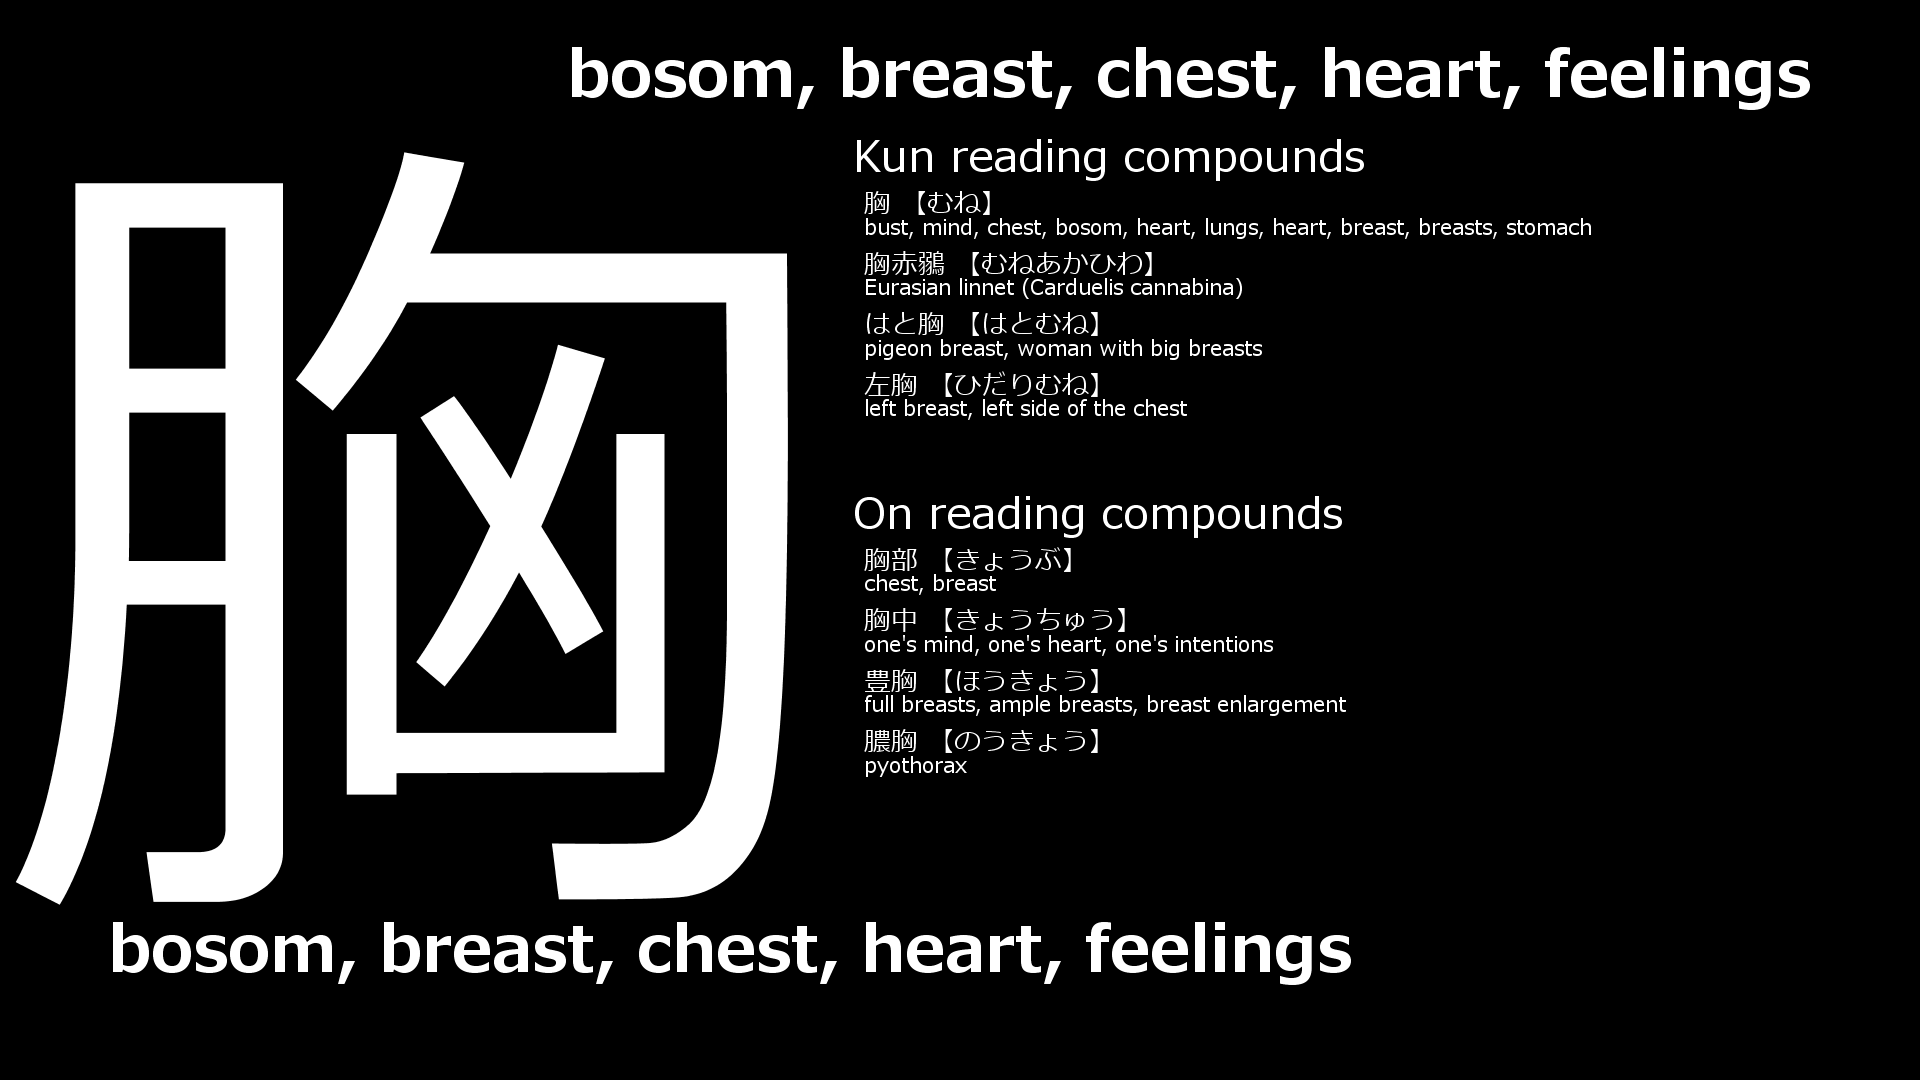 bosom, breast, chest, heart, feelings
胸
Kun reading compounds
胸 【むね】
bust, mind, chest, bosom, heart, lungs, heart, breast, breasts, stomach
胸赤鶸 【むねあかひわ】
Eurasian linnet (Carduelis cannabina)
はと胸 【はとむね】
pigeon breast, woman with big breasts
左胸 【ひだりむね】
left breast, left side of the chest
On reading compounds
胸部 【きょうぶ】
chest, breast
胸中 【きょうちゅう】
one's mind, one's heart, one's intentions
豊胸 【ほうきょう】
full breasts, ample breasts, breast enlargement
膿胸 【のうきょう】
pyothorax
bosom, breast, chest, heart, feelings